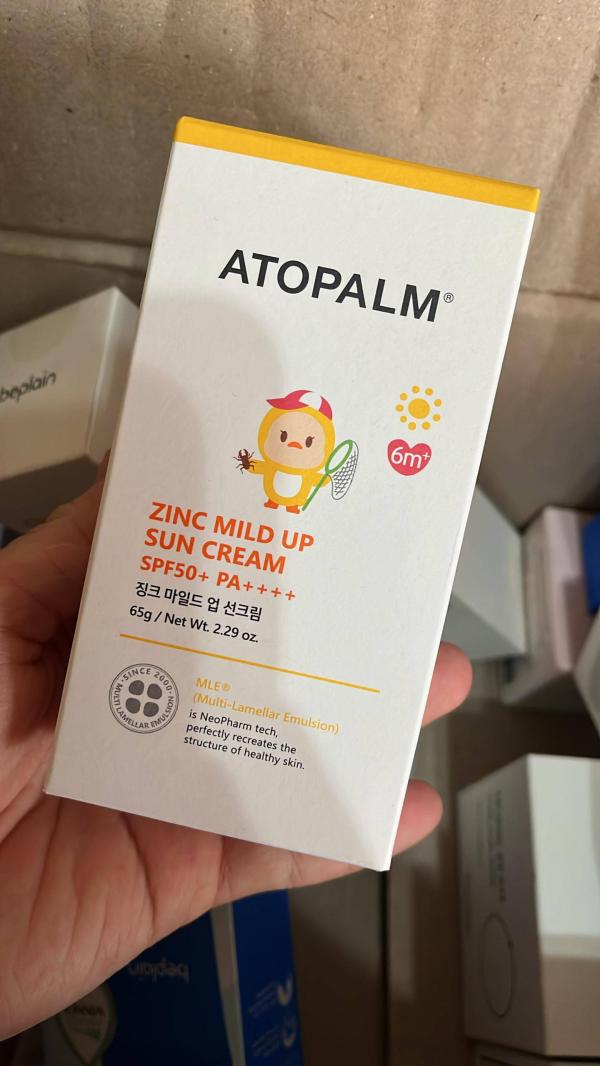 ATOPALM®
6m+
ZINC MILD UP
SUN CREAM
SPF50+ PA++++
징크 마일드 업 선크림
65g / Net Wt. 2.29 oz.
·SINCE 2000·
MULTI LAMELLAR EMULSION
MLE®
(Multi-Lamellar Emulsion)
is NeoPharm tech,
perfectly recreates the
structure of healthy skin.
beplain
beplain